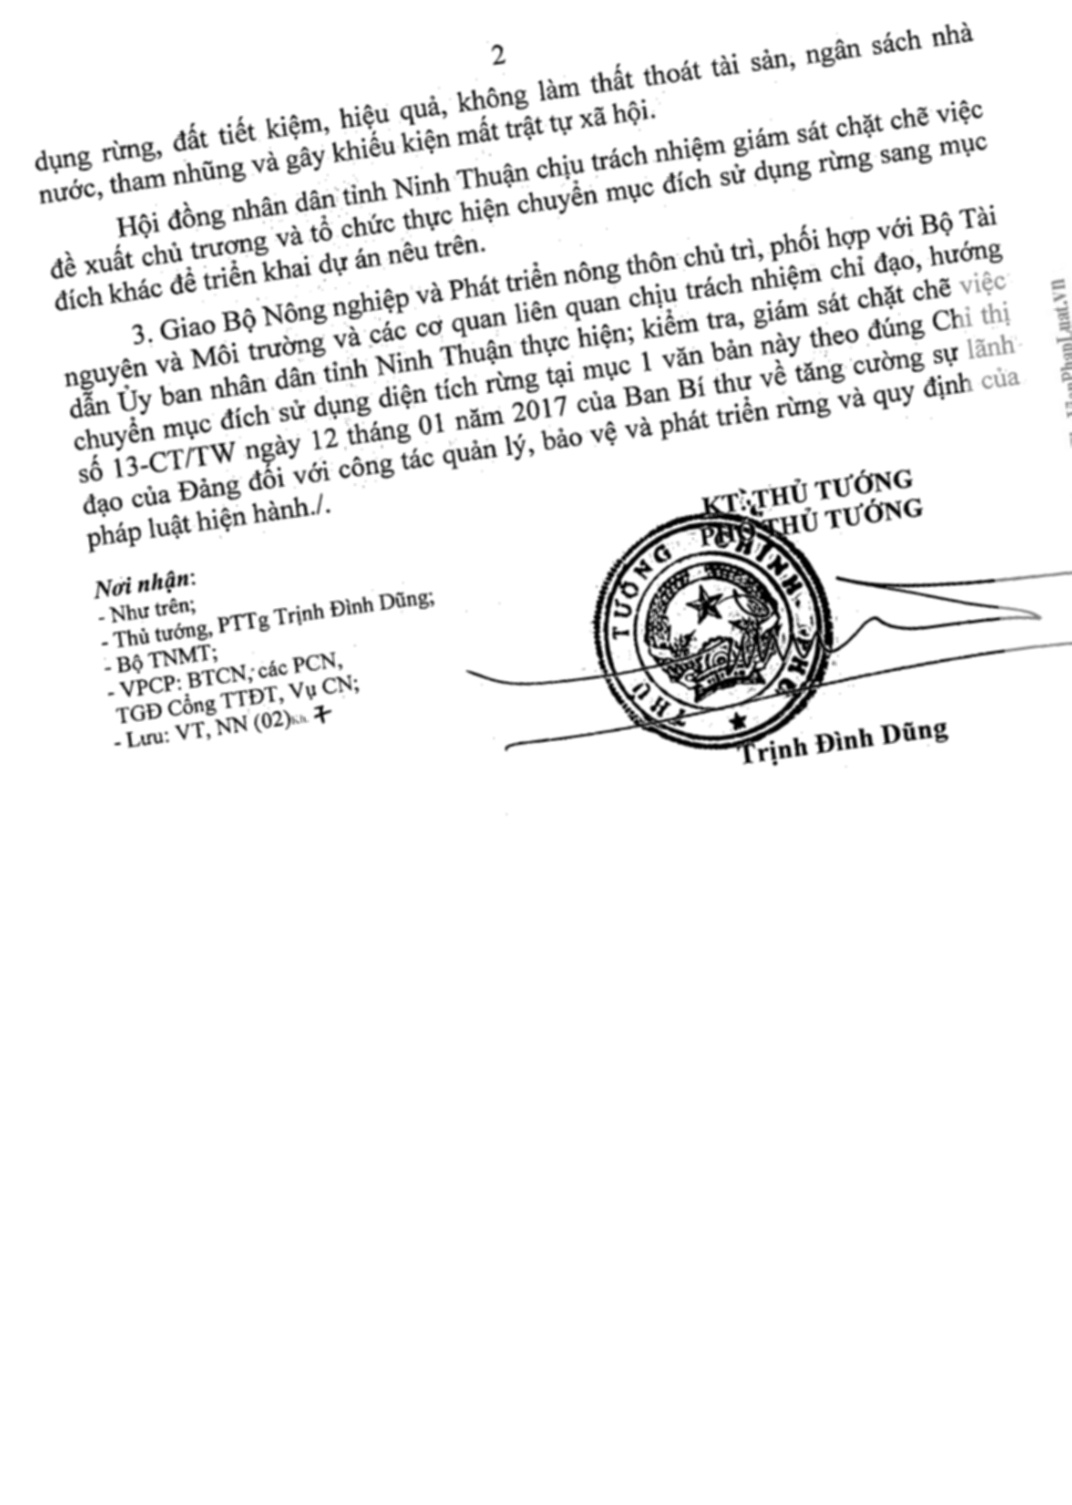 2
dụng rừng, đất tiết kiệm, hiệu quả, không làm thất thoát tài sản, ngân sách nhà
nước, tham nhũng và gây khiếu kiện mất trật tự xã hội.
Hội đồng nhân dân tỉnh Ninh Thuận chịu trách nhiệm giám sát chặt chẽ việc
đề xuất chủ trương và tổ chức thực hiện chuyển mục đích sử dụng rừng sang mục
đích khác để triển khai dự án nêu trên.
3. Giao Bộ Nông nghiệp và Phát triển nông thôn chủ trì, phối hợp với Bộ Tài
nguyên và Môi trường và các cơ quan liên quan chịu trách nhiệm chỉ đạo, hướng
dẫn Ủy ban nhân dân tỉnh Ninh Thuận thực hiện; kiểm tra, giám sát chặt chẽ việc
chuyển mục đích sử dụng diện tích rừng tại mục 1 văn bản này theo đúng Chỉ thị
số 13-CT/TW ngày 12 tháng 01 năm 2017 của Ban Bí thư về tăng cường sự lãnh
đạo của Đảng đối với công tác quản lý, bảo vệ và phát triển rừng và quy định của
pháp luật hiện hành./.
KT. THỦ TƯỚNG
PHÓ THỦ TƯỚNG
THỦ TƯỚNG CHÍNH PHỦ
Trịnh Đình Dũng
Nơi nhận:
- Như trên;
- Thủ tướng, PTTg Trịnh Đình Dũng;
- Bộ TNMT;
- VPCP: BTCN, các PCN,
TGĐ Cổng TTĐT, Vụ CN;
- Lưu: VT, NN (02)